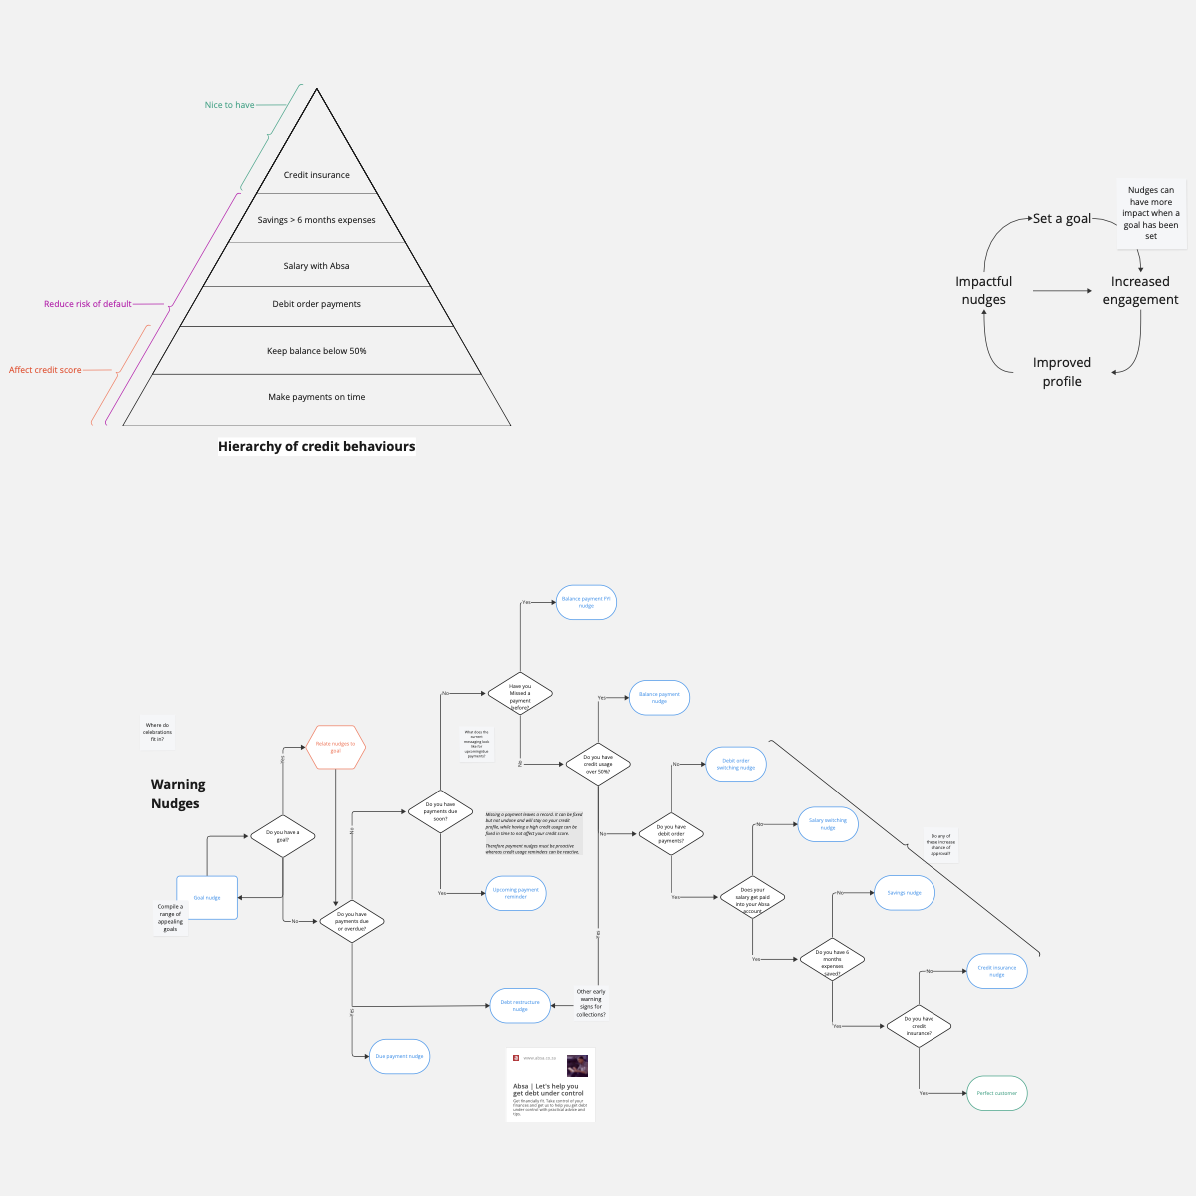 Nice to have
Credit insurance
Savings > 6 months expenses
Salary with Absa
Debit order payments
Keep balance below 50%
Make payments on time
Reduce risk of default
Affect credit score
Hierarchy of credit behaviours
Set a goal
Nudges can
have more
impact when a
goal has been
set
Impactful
nudges
Increased
engagement
Improved
profile
Where do
celebrations
fit in?
Warning
Nudges
Goal nudge
Compile a
range of
appealing
goals
Do you have a
goal?
Yes
No
Relate nudges to
goal
Do you have
payments due
or overdue?
No
Yes
Due payment nudge
Debt restructure
nudge
Do you have
payments due
soon?
No
Yes
Upcoming payment
reminder
Have you
Missed a
payment
before?
Yes
No
Balance payment FYI
nudge
What does the
current
messaging look
like for
upcoming/due
payments?
Missing a payment leaves a record. It can be fixed
but not undone and will stay on your credit
profile, while having a high credit usage can be
fixed in time to not affect your credit score.
Therefore payment nudges must be proactive
whereas credit usage reminders can be reactive.
Do you have
credit usage
over 50%?
Yes
Balance payment
nudge
No
Yes
Other early
warning
signs for
collections?
Do you have
debit order
payments?
No
Debit order
switching nudge
Yes
Does your
salary get paid
into your Absa
account
No
Salary switching
nudge
Yes
Do you have 6
months
expenses
saved?
No
Savings nudge
Yes
Do you have
credit
insurance?
No
Credit insurance
nudge
Yes
Perfect customer
Do any of
these increase
chance of
approval?
www.absa.co.za
Absa | Let's help you
get debt under control
Get financially fit. Take control of your
finances and get us to help you get debt
under control with practical advice and
tips.